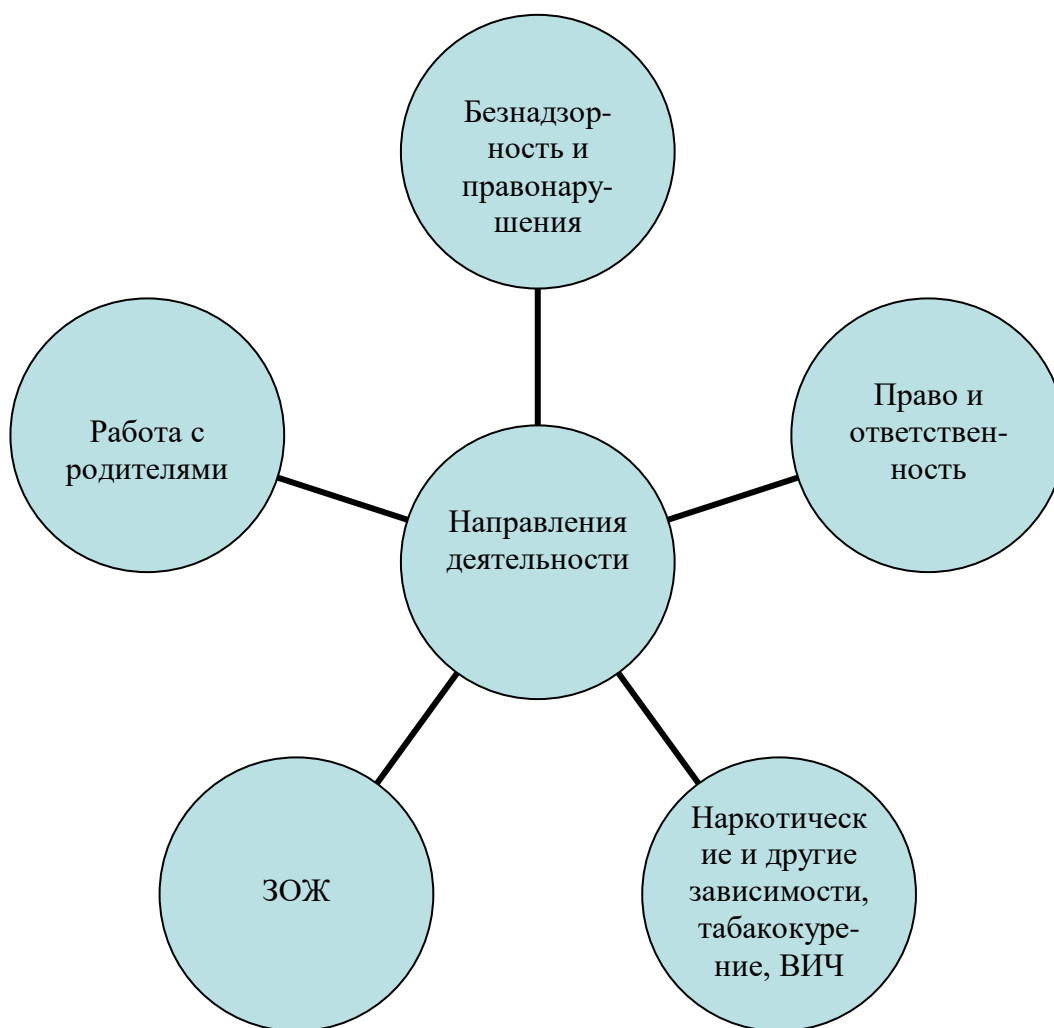 Безнадзор-
ность и
правонару-
шения
Работа с
родителями
Право и
ответствен-
ность
Направления
деятельности
ЗОЖ
Наркотическ
ие и другие
зависимости,
табакокуре-
ние, ВИЧ